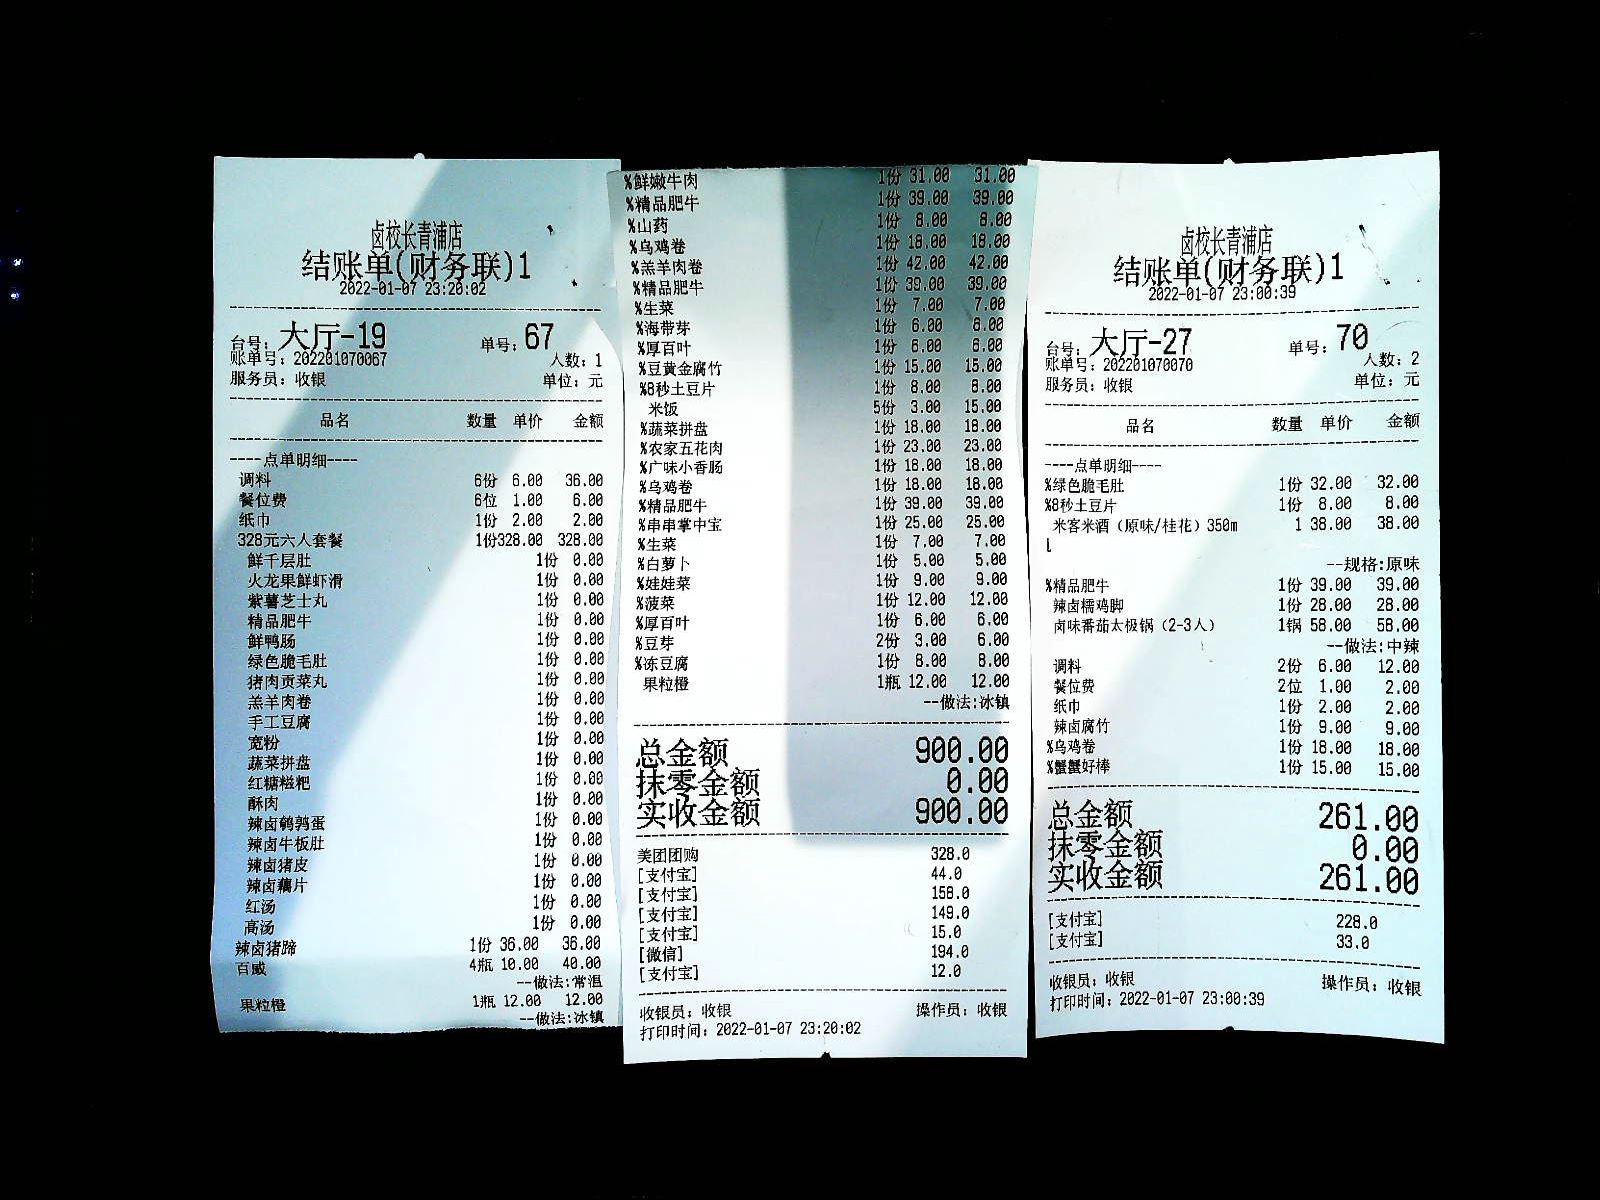 卤校长青浦店
结账单(财务联)1
2022-01-07 23:20:02
台号: 大厅-19 单号: 67
账单号: 202201070067 人数: 1
服务员: 收银 单位: 元
品名 数量 单价 金额
----点单明细----
调料 6份 6.00 36.00
餐位费 6位 1.00 6.00
纸巾 1份 2.00 2.00
328元六人套餐 1份328.00 328.00
鲜千层肚 1份 0.00
火龙果鲜虾滑 1份 0.00
紫薯芝士丸 1份 0.00
精品肥牛 1份 0.00
鲜鸭肠 1份 0.00
绿色脆毛肚 1份 0.00
猪肉贡菜丸 1份 0.00
羔羊肉卷 1份 0.00
手工豆腐 1份 0.00
宽粉 1份 0.00
蔬菜拼盘 1份 0.00
红糖糍粑 1份 0.00
酥肉 1份 0.00
辣卤鹌鹑蛋 1份 0.00
辣卤牛板肚 1份 0.00
辣卤猪皮 1份 0.00
辣卤藕片 1份 0.00
红汤 1份 0.00
高汤 1份 0.00
辣卤猪蹄 1份 36.00 36.00
百威 4瓶 10.00 40.00
--做法:常温
果粒橙 1瓶 12.00 12.00
--做法:冰镇
%鲜嫩牛肉 1份 31.00 31.00
%精品肥牛 1份 39.00 39.00
%山药 1份 8.00 8.00
%乌鸡卷 1份 18.00 18.00
%羔羊肉卷 1份 42.00 42.00
%精品肥牛 1份 39.00 39.00
%生菜 1份 7.00 7.00
%海带芽 1份 6.00 6.00
%厚百叶 1份 6.00 6.00
%豆黄金腐竹 1份 15.00 15.00
%8秒土豆片 1份 8.00 8.00
米饭 5份 3.00 15.00
%蔬菜拼盘 1份 18.00 18.00
%农家五花肉 1份 23.00 23.00
%广味小香肠 1份 18.00 18.00
%乌鸡卷 1份 18.00 18.00
%精品肥牛 1份 39.00 39.00
%串串掌中宝 1份 25.00 25.00
%生菜 1份 7.00 7.00
%白萝卜 1份 5.00 5.00
%娃娃菜 1份 9.00 9.00
%菠菜 1份 12.00 12.00
%厚百叶 1份 6.00 6.00
%豆芽 2份 3.00 6.00
%冻豆腐 1份 8.00 8.00
果粒橙 1瓶 12.00 12.00
--做法:冰镇
总金额 900.00
抹零金额 0.00
实收金额 900.00
美团团购 328.0
[支付宝] 44.0
[支付宝] 158.0
[支付宝] 149.0
[支付宝] 15.0
[微信] 194.0
[支付宝] 12.0
收银员: 收银 操作员: 收银
打印时间: 2022-01-07 23:20:02
卤校长青浦店
结账单(财务联)1
2022-01-07 23:00:39
台号: 大厅-27 单号: 70
账单号: 202201070070 人数: 2
服务员: 收银 单位: 元
品名 数量 单价 金额
----点单明细----
%绿色脆毛肚 1份 32.00 32.00
%8秒土豆片 1份 8.00 8.00
米客米酒（原味/桂花）350m 1 38.00 38.00
l
--规格:原味
%精品肥牛 1份 39.00 39.00
辣卤糯鸡脚 1份 28.00 28.00
卤味番茄太极锅（2-3人） 1锅 58.00 58.00
--做法:中辣
调料 2份 6.00 12.00
餐位费 2位 1.00 2.00
纸巾 1份 2.00 2.00
辣卤腐竹 1份 9.00 9.00
%乌鸡卷 1份 18.00 18.00
%蟹蟹好棒 1份 15.00 15.00
总金额 261.00
抹零金额 0.00
实收金额 261.00
[支付宝] 228.0
[支付宝] 33.0
收银员: 收银 操作员: 收银
打印时间: 2022-01-07 23:00:39